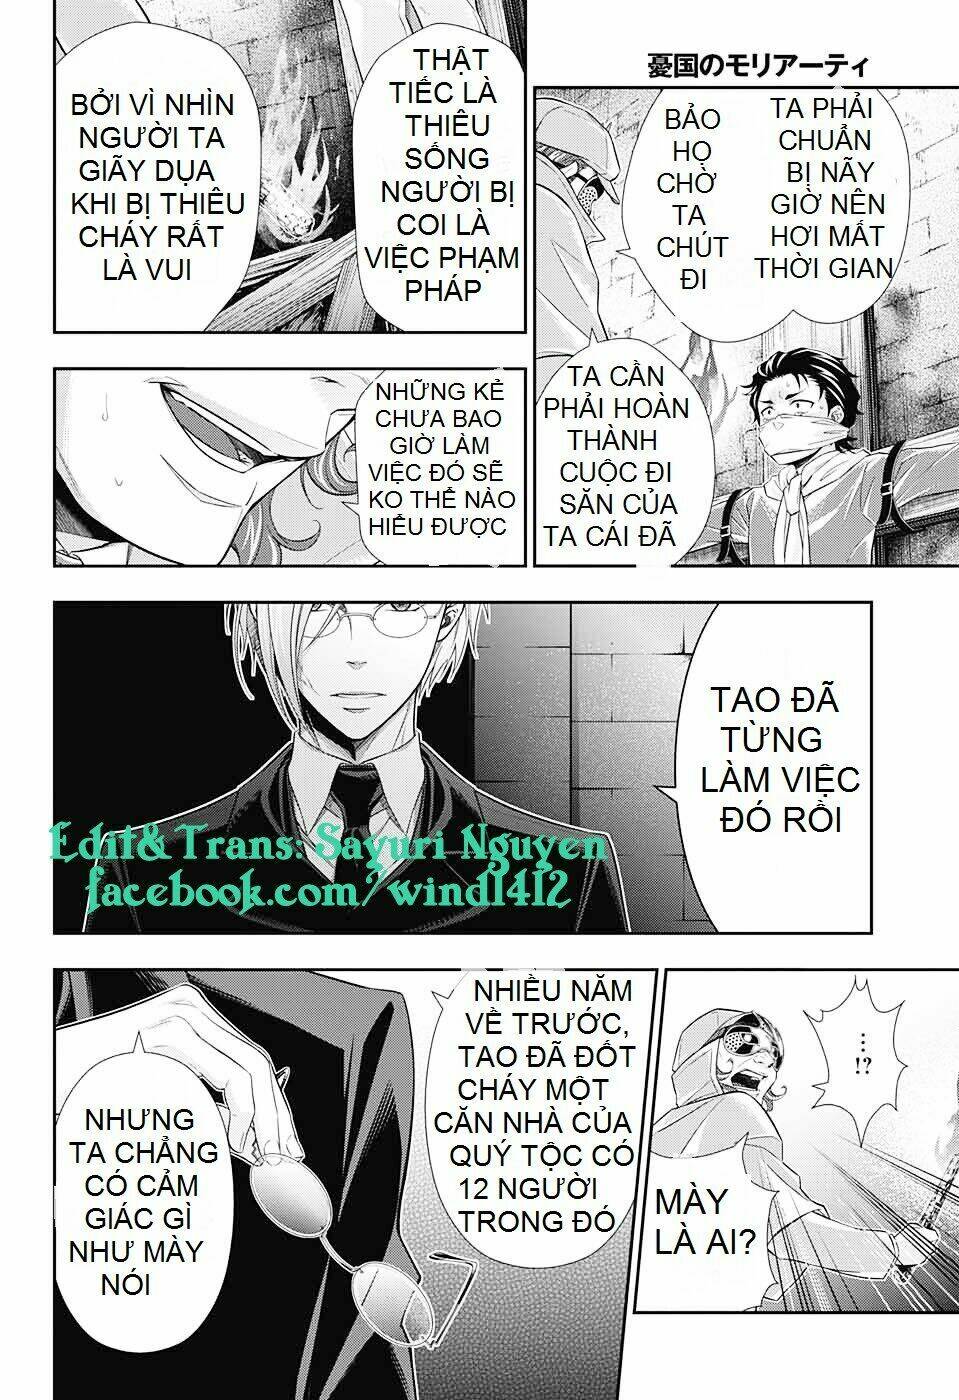 憂国のモリアーティ
TA PHẢI
CHUẨN
BỊ NÃY
GIỜ NÊN
HƠI MẤT
THỜI GIAN
BẢO
HỌ
CHỜ
TA
CHÚT
ĐI
TA CẦN
PHẢI HOÀN
THÀNH
CUỘC ĐI
SĂN CỦA
TA CÁI ĐÃ
THẬT
TIẾC LÀ
THIÊU
SỐNG
NGƯỜI BỊ
COI LÀ
VIỆC PHẠM
PHÁP
BỞI VÌ NHÌN
NGƯỜI TA
GIÃY DỤA
KHI BỊ THIÊU
CHÁY RẤT
LÀ VUI
NHỮNG KẺ
CHƯA BAO
GIỜ LÀM
VIỆC ĐÓ SẼ
KO THỂ NÀO
HIỂU ĐƯỢC
TAO ĐÃ
TỪNG
LÀM VIỆC
ĐÓ RỒI
Edit&Trans: Sayuri Nguyen
facebook.com/wind1412
…!?
MÀY
LÀ AI?
NHIỀU NĂM
VỀ TRƯỚC,
TAO ĐÃ ĐỐT
CHÁY MỘT
CĂN NHÀ CỦA
QUÝ TỘC CÓ
12 NGƯỜI
TRONG ĐÓ
NHƯNG
TA CHẲNG
CÓ CẢM
GIÁC GÌ
NHƯ MÀY
NÓI